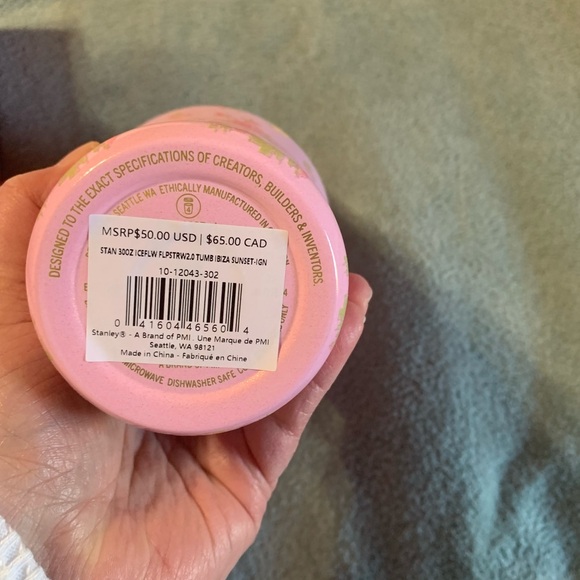 DESIGNED TO THE EXACT SPECIFICATIONS OF CREATORS, BUILDERS & INVENTORS.
SEATTLE WA ETHICALLY MANUFACTURED IN
MSRP$50.00 USD | $65.00 CAD
STAN 30OZ ICEFLW FLPSTRW2.0 TUMB IBIZA SUNSET-IGN
10-12043-302
0 41604 46560 4
Stanley® - A Brand of PMI . Une Marque de PMI
Seattle, WA 98121
Made in China - Fabriqué en Chine
MICROWAVE DISHWASHER SAFE